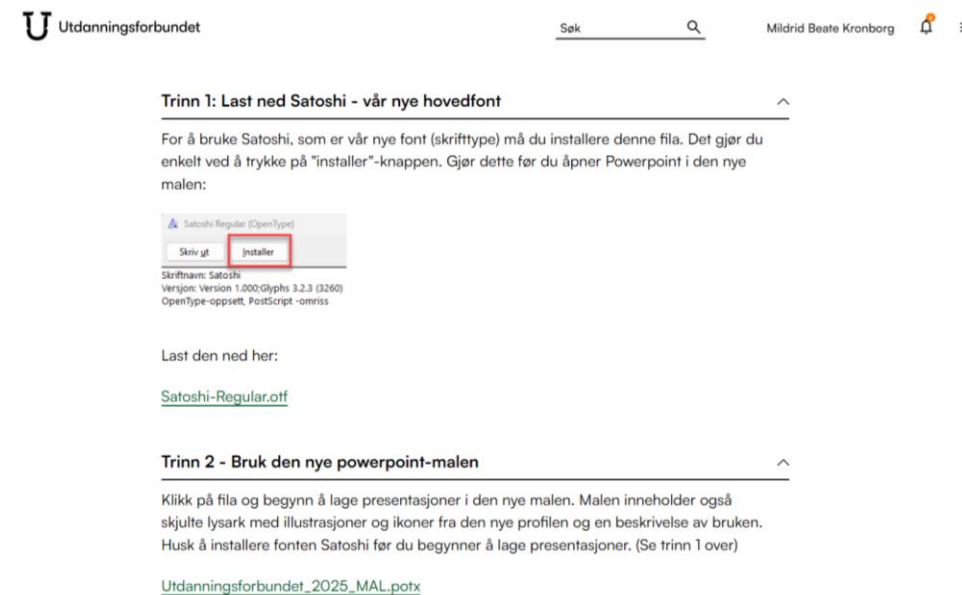 Utdanningsforbundet
Søk
Mildrid Beate Kronborg
Trinn 1: Last ned Satoshi - vår nye hovedfont
For å bruke Satoshi, som er vår nye font (skrifttype) må du installere denne fila. Det gjør du
enkelt ved å trykke på "installer"-knappen. Gjør dette før du åpner Powerpoint i den nye
malen:
Satoshi Regular (OpenType)
Skriv ut
Installer
Skriftnavn: Satoshi
Versjon: Version 1.000;Glyphs 3.2.3 (3260)
OpenType-oppsett, PostScript -omriss
Last den ned her:
Satoshi-Regular.otf
Trinn 2 - Bruk den nye powerpoint-malen
Klikk på fila og begynn å lage presentasjoner i den nye malen. Malen inneholder også
skjulte lysark med illustrasjoner og ikoner fra den nye profilen og en beskrivelse av bruken.
Husk å installere fonten Satoshi før du begynner å lage presentasjoner. (Se trinn 1 over)
Utdanningsforbundet_2025_MAL.potx